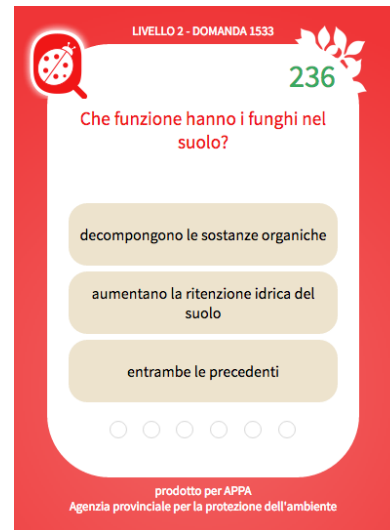 LIVELLO 2 - DOMANDA 1533
236
Che funzione hanno i funghi nel
suolo?
decompongono le sostanze organiche
aumentano la ritenzione idrica del
suolo
entrambe le precedenti
prodotto per APPA
Agenzia provinciale per la protezione dell'ambiente